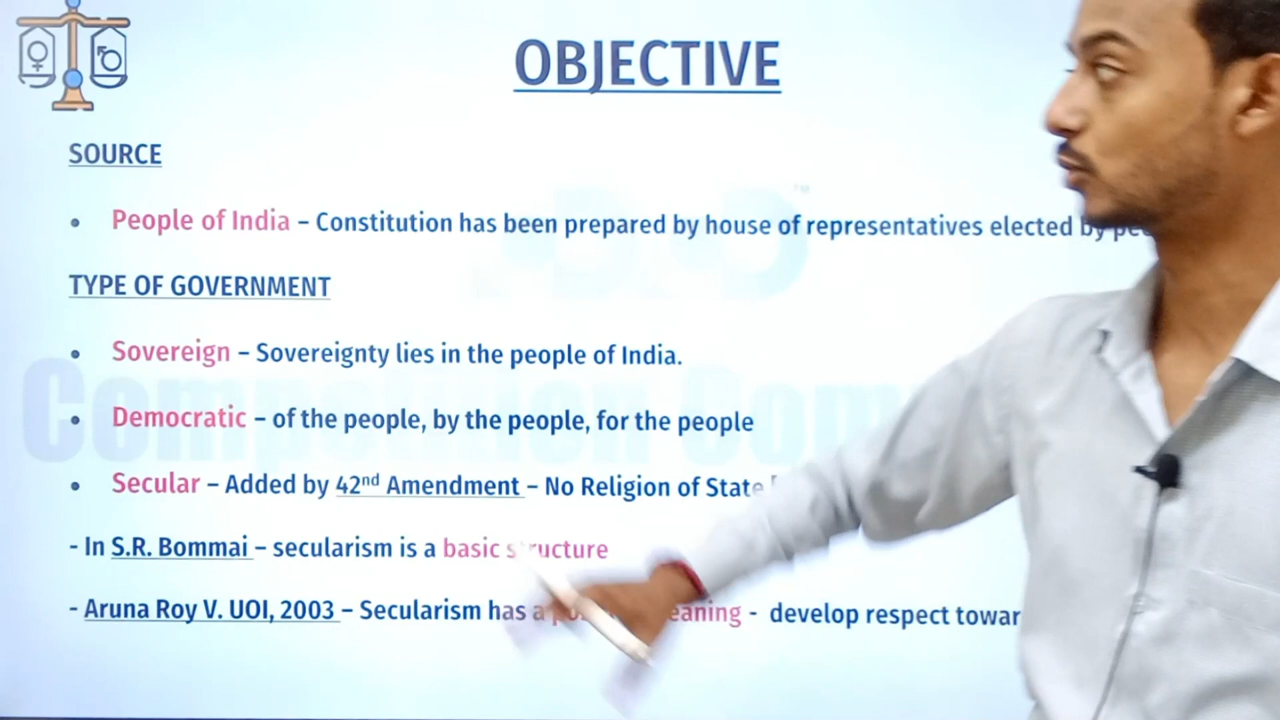 OBJECTIVE
SOURCE
• People of India – Constitution has been prepared by house of representatives elected by
TYPE OF GOVERNMENT
• Sovereign – Sovereignty lies in the people of India.
• Democratic – of the people, by the people, for the people
• Secular – Added by 42nd Amendment – No Religion of State
- In S.R. Bommai – secularism is a basic structure
- Aruna Roy V. UOI, 2003 – Secularism has a - develop respect